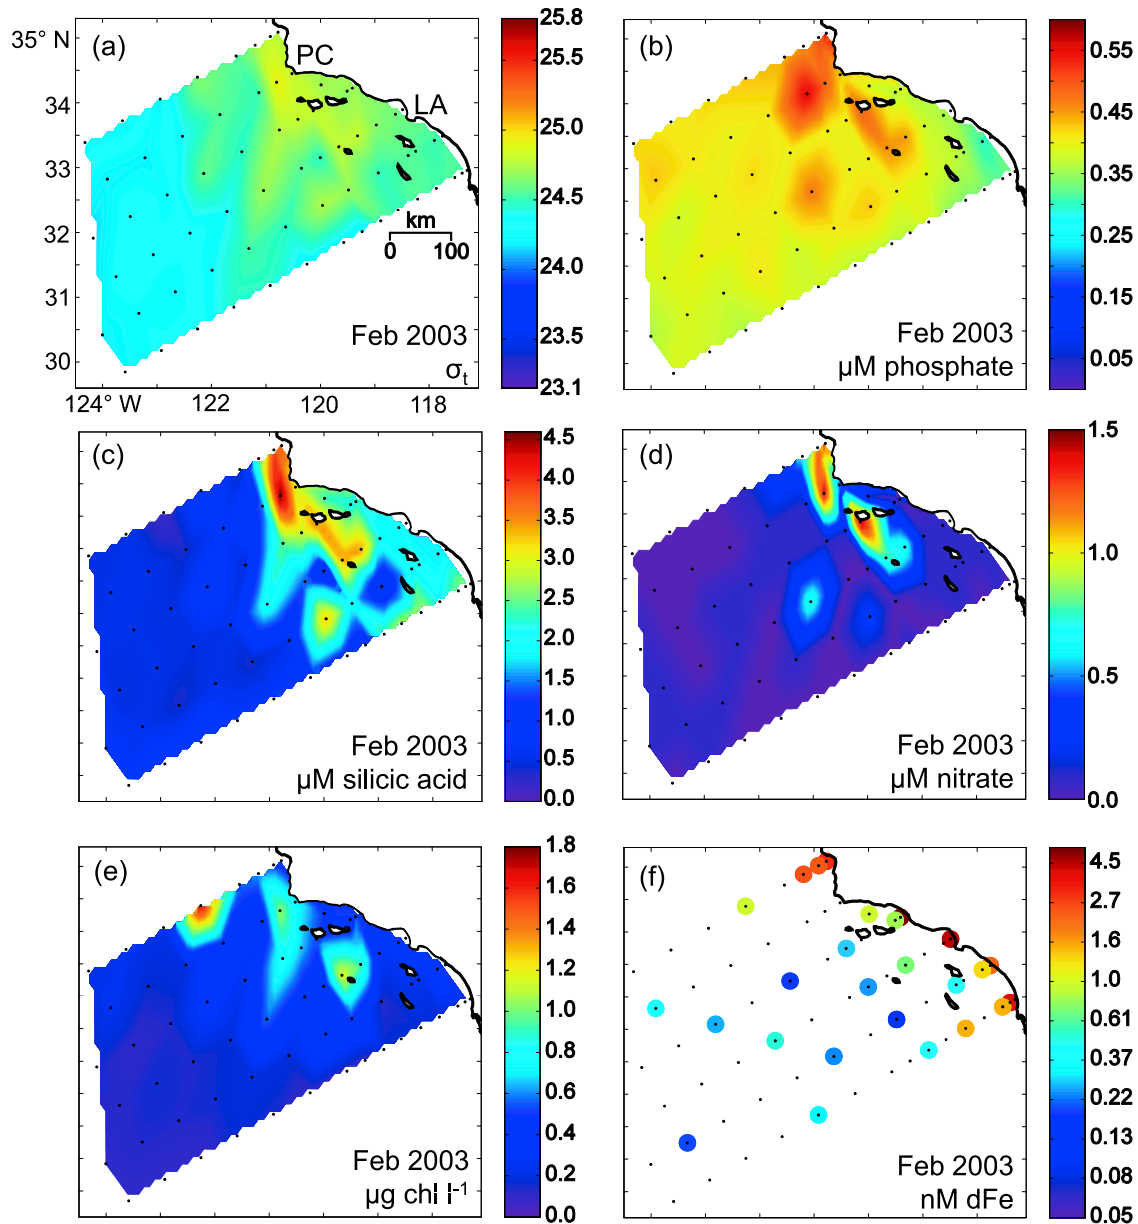 (a)
PC
LA
35° N
34
33
32
31
30
km
0 100
Feb 2003
σt
124° W 122 120 118
25.8
25.5
25.0
24.5
24.0
23.5
23.1
(b)
Feb 2003
µM phosphate
0.55
0.45
0.35
0.25
0.15
0.05
(c)
Feb 2003
µM silicic acid
4.5
4.0
3.5
3.0
2.5
2.0
1.5
1.0
0.5
0.0
(d)
Feb 2003
µM nitrate
1.5
1.0
0.5
0.0
(e)
Feb 2003
µg chl l⁻¹
1.8
1.6
1.4
1.2
1.0
0.8
0.6
0.4
0.2
0.0
(f)
Feb 2003
nM dFe
4.5
2.7
1.6
1.0
0.61
0.37
0.22
0.13
0.08
0.05